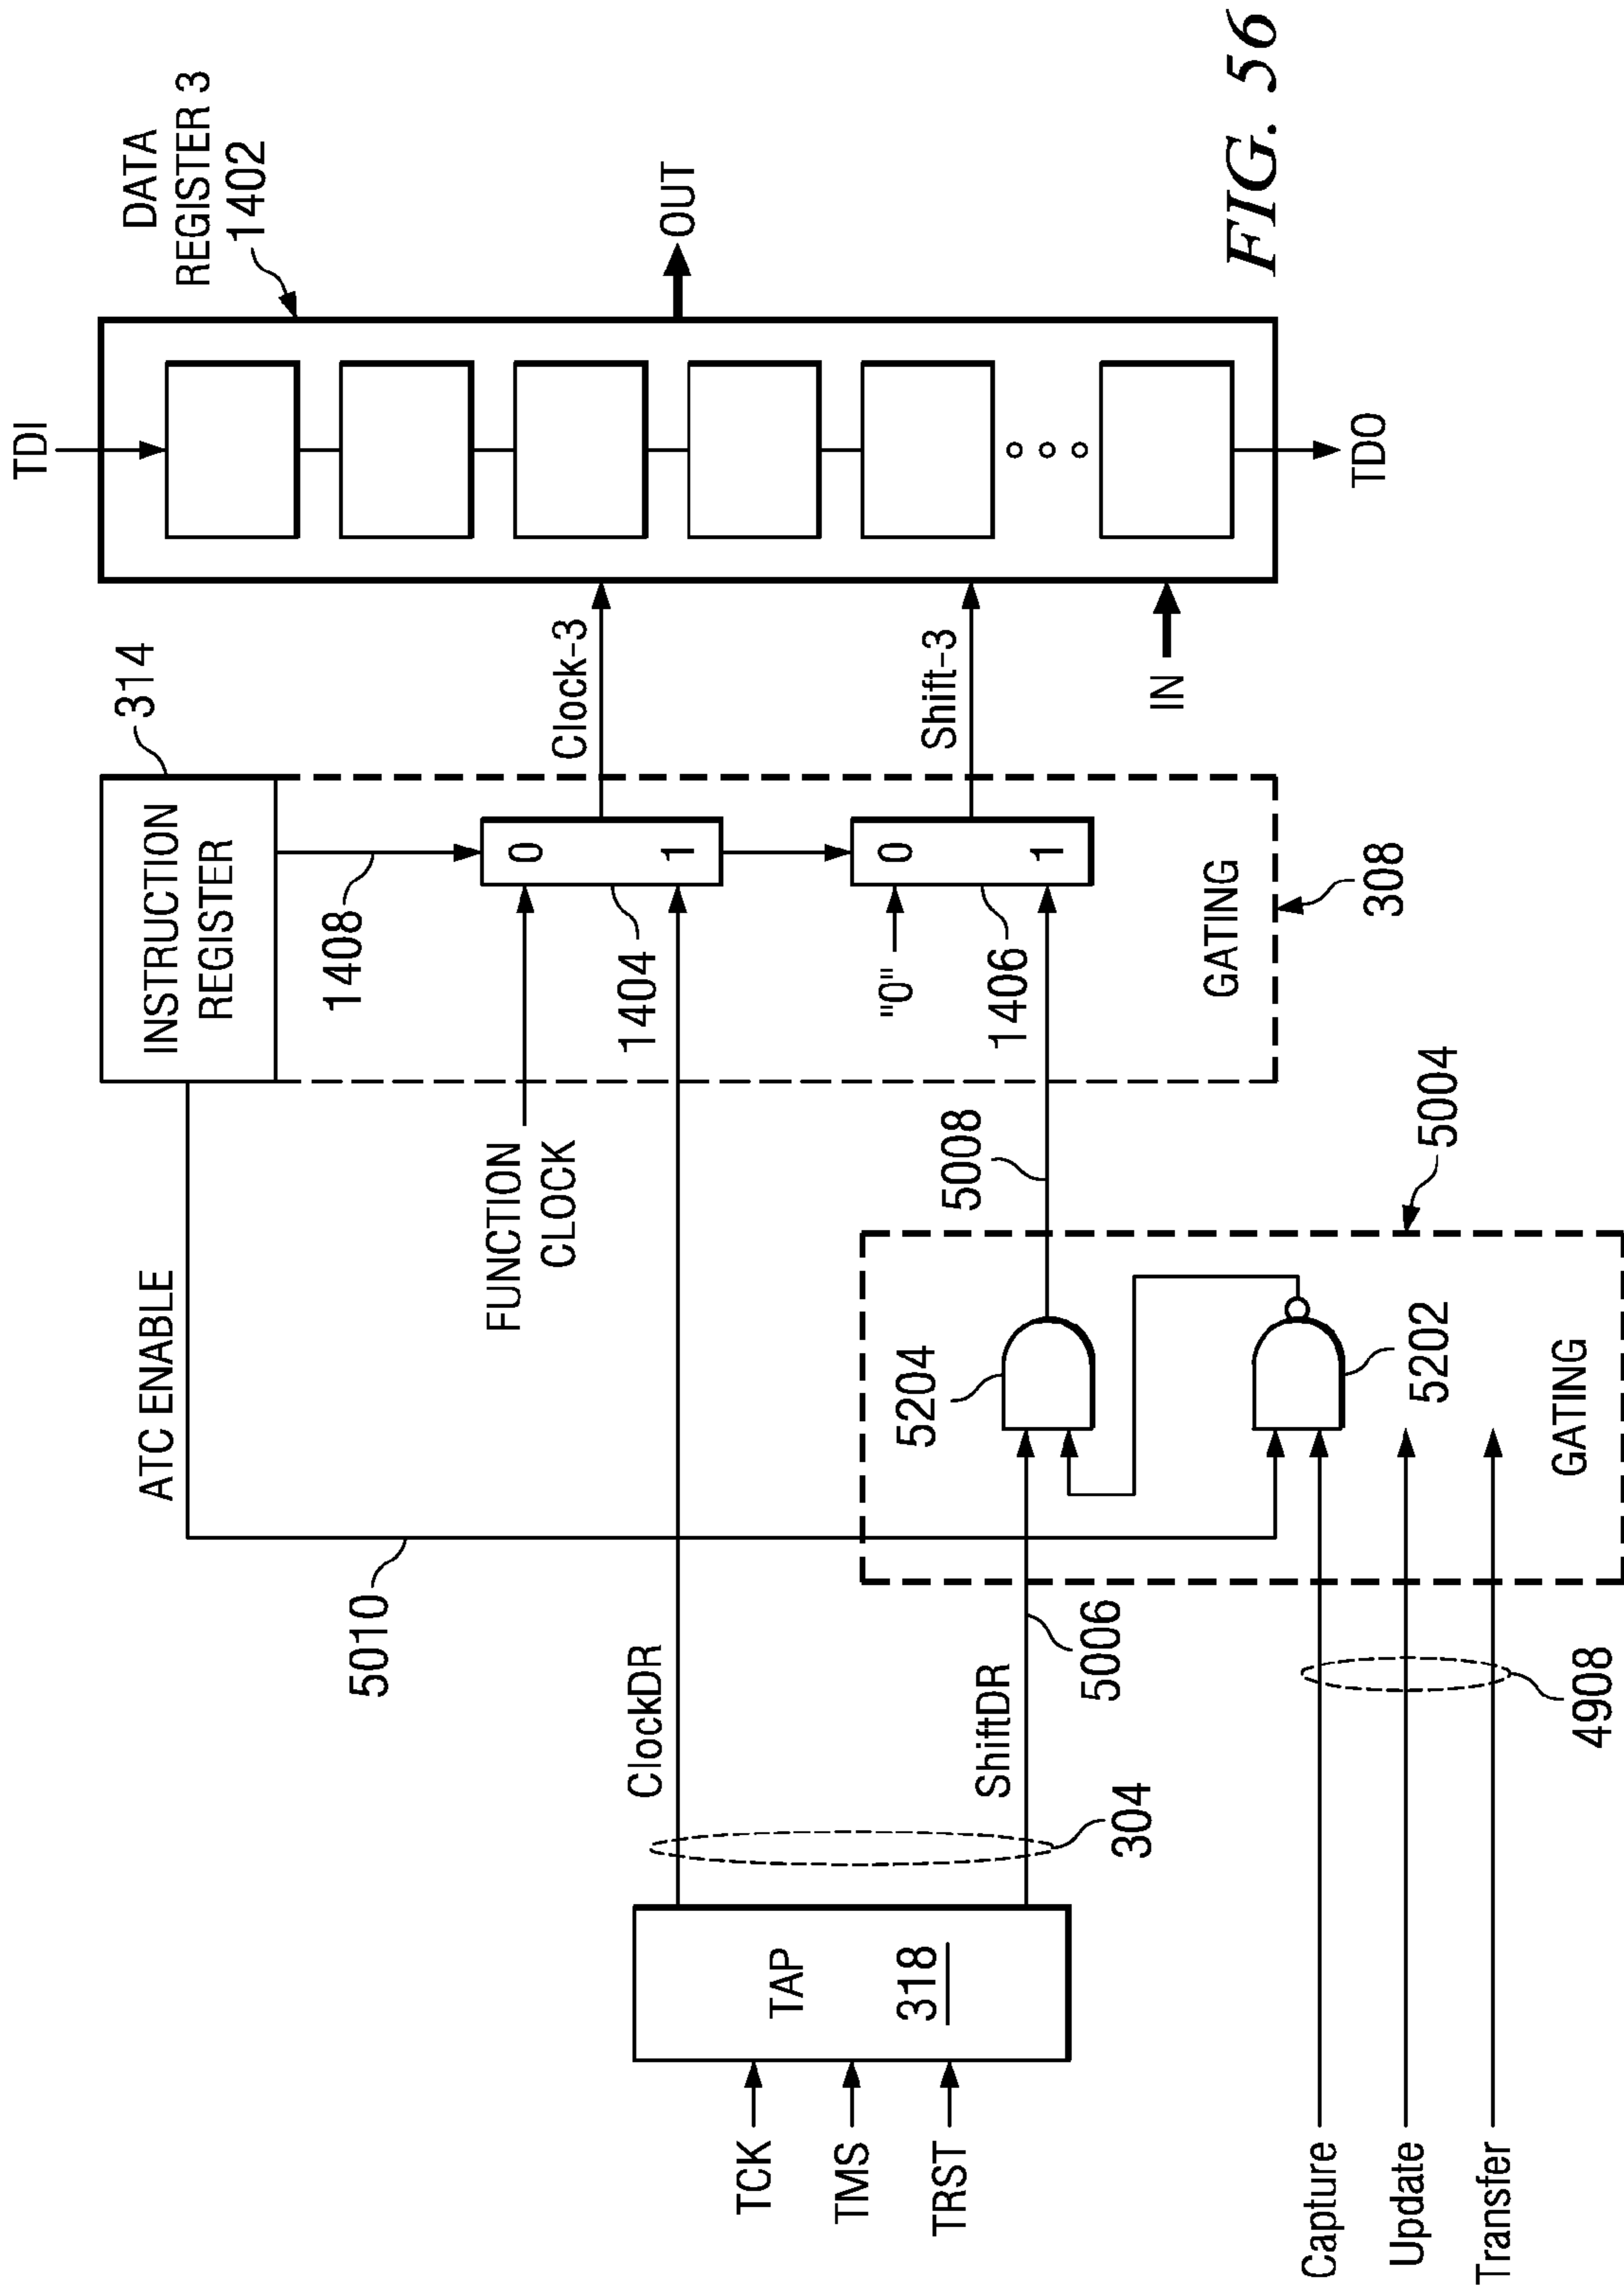 TDI
DATA
REGISTER 3
1402
OUT
TDO
IN
Clock-3
Shift-3
314
INSTRUCTION
REGISTER
1408
0
1
1404
0
1
"0"
1406
GATING
308
FUNCTION
CLOCK
ATC ENABLE
5010
5008
5004
5204
5202
GATING
ClockDR
ShiftDR
5006
304
4908
TAP
318
TCK
TMS
TRST
Capture
Update
Transfer
FIG. 56